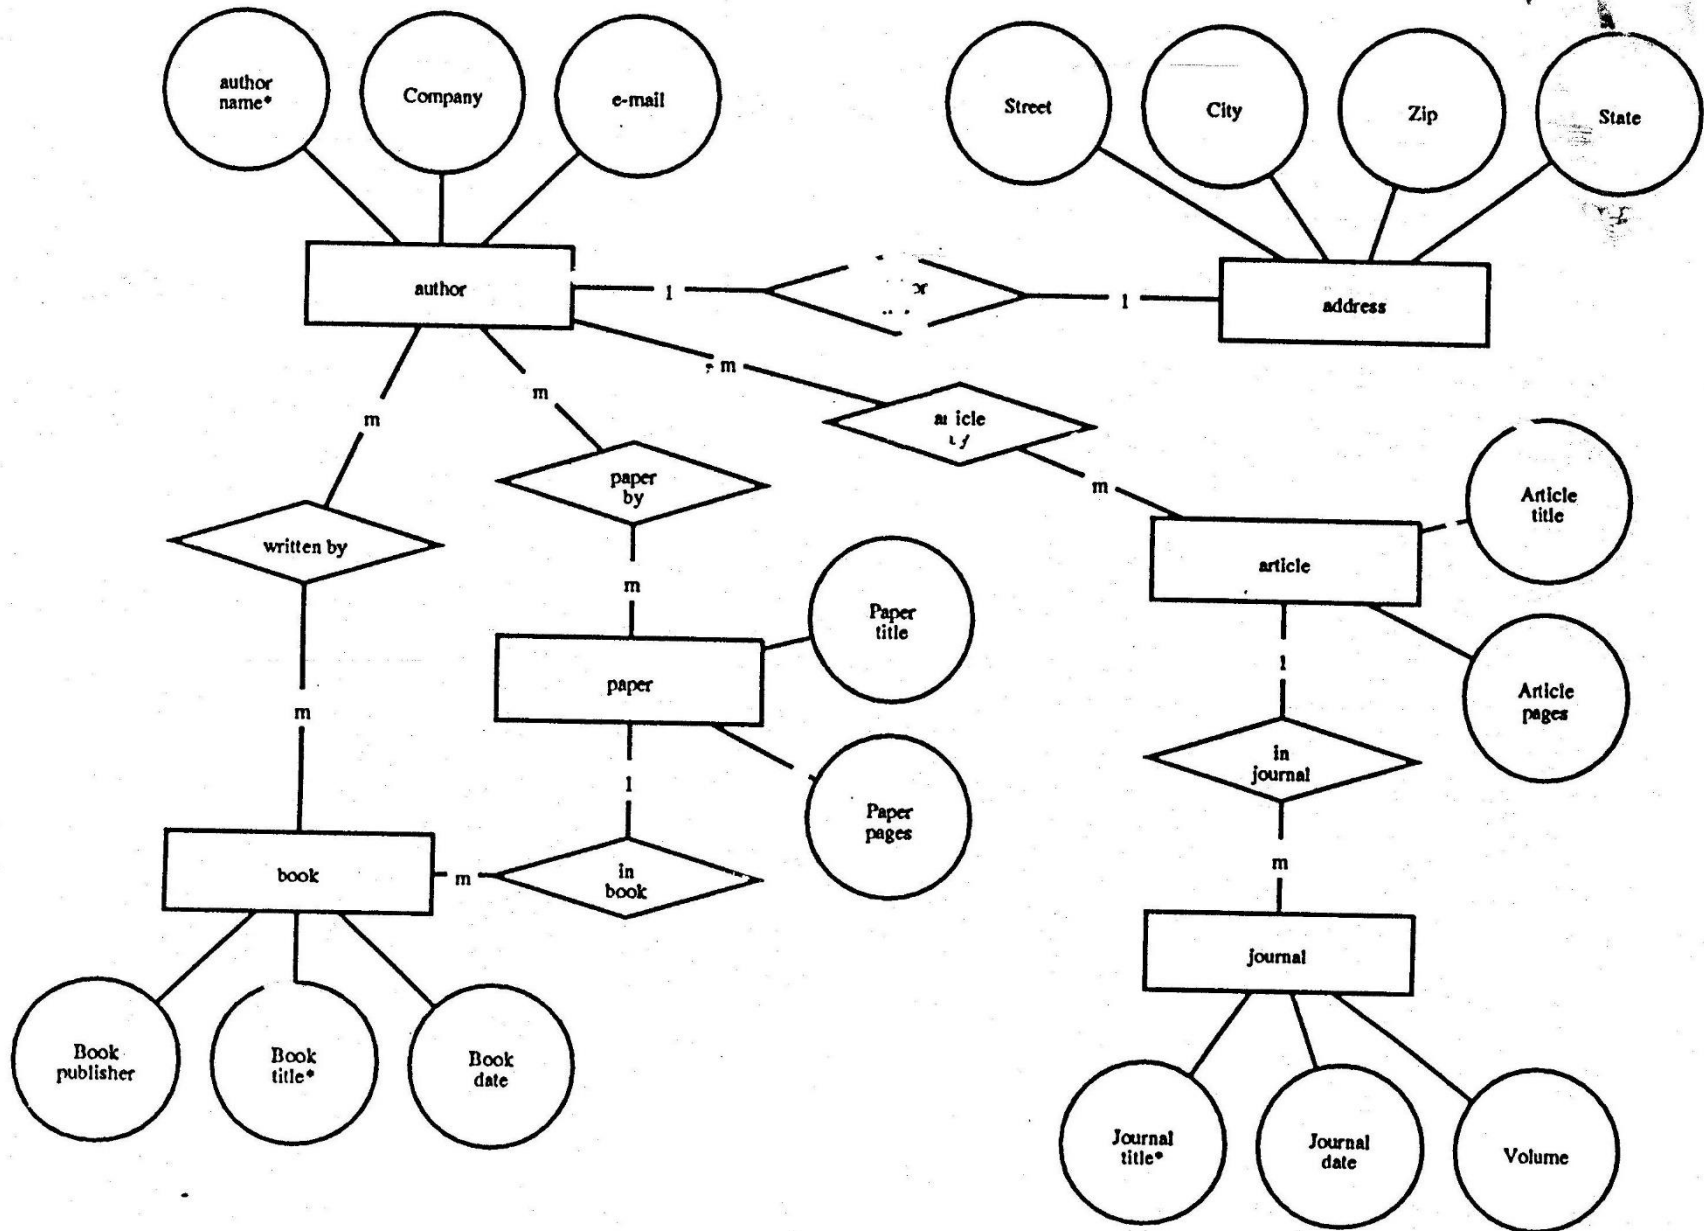 author
name*
Company
e-mail
Street
City
Zip
State
author
1
1
address
m
m
m
article
paper
by
m
Article
title
written by
article
m
Paper
title
1
Article
pages
paper
m
in
journal
1
Paper
pages
m
book
m
in
book
journal
Book
publisher
Book
title*
Book
date
Journal
title*
Journal
date
Volume